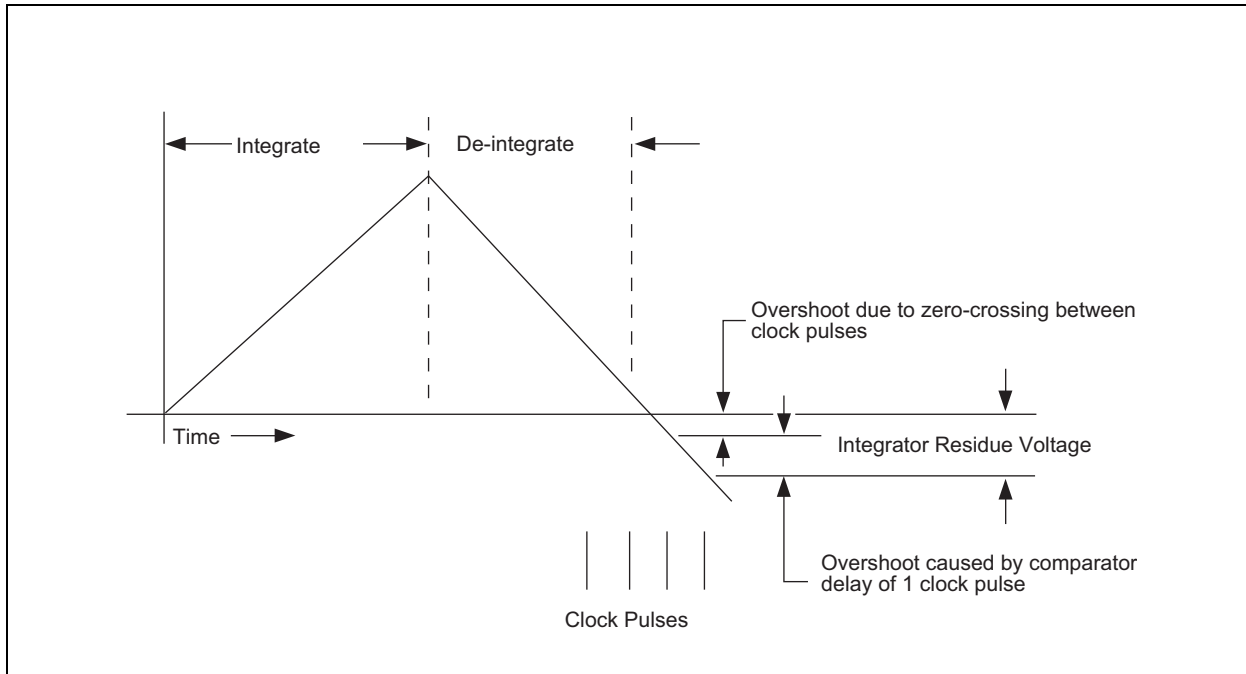 Integrate
De-integrate
Overshoot due to zero-crossing between
clock pulses
Time
Integrator Residue Voltage
Overshoot caused by comparator
delay of 1 clock pulse
Clock Pulses